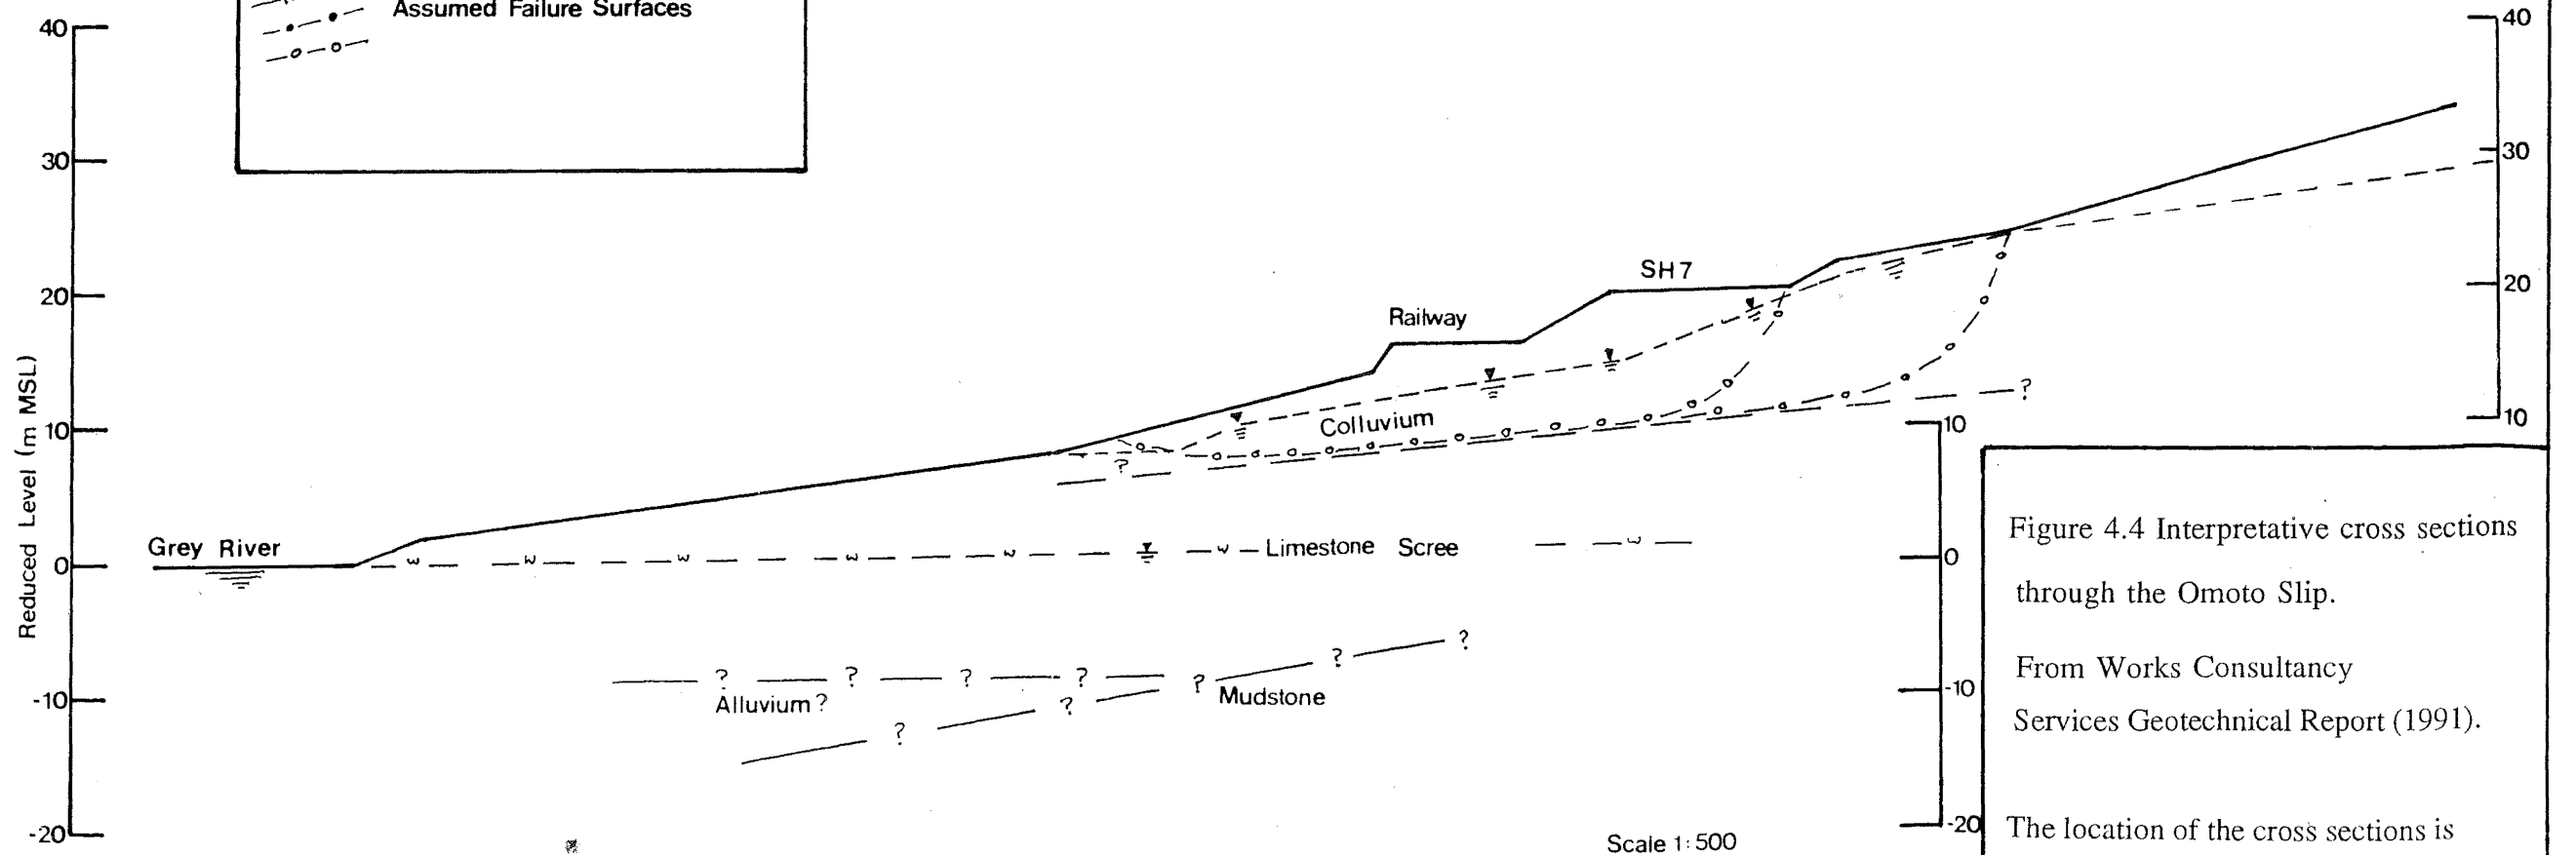 Assumed Failure Surfaces
40
30
20
10
0
-10
-20
Reduced Level (m MSL)
40
30
20
10
10
0
-10
-20
SH7
Railway
Colluvium
?
?
Grey River
Limestone Scree
? ? ? ? ?
Alluvium?
? ? ? ?
Mudstone
Scale 1:500
Figure 4.4 Interpretative cross sections
through the Omoto Slip.
From Works Consultancy
Services Geotechnical Report (1991).
The location of the cross sections is